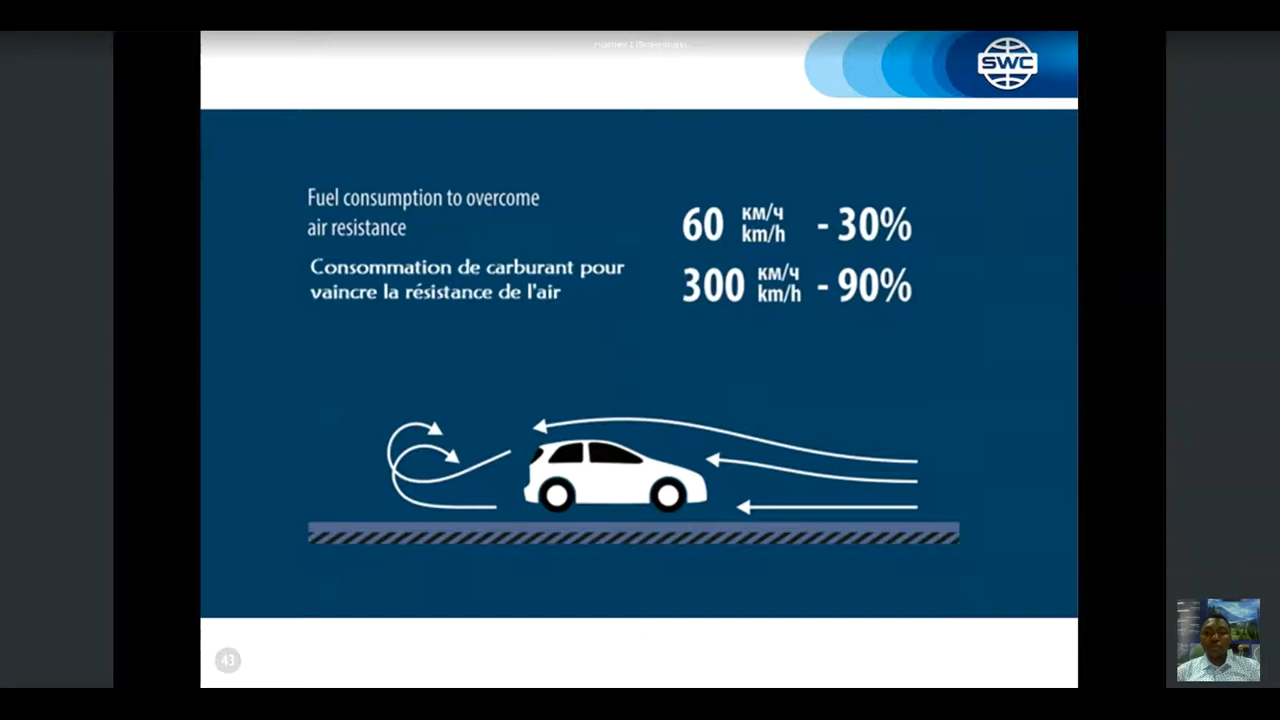 SWC
Fuel consumption to overcome
air resistance
Consommation de carburant pour
vaincre la résistance de l'air
60 км/ч km/h - 30%
300 км/ч km/h - 90%
43